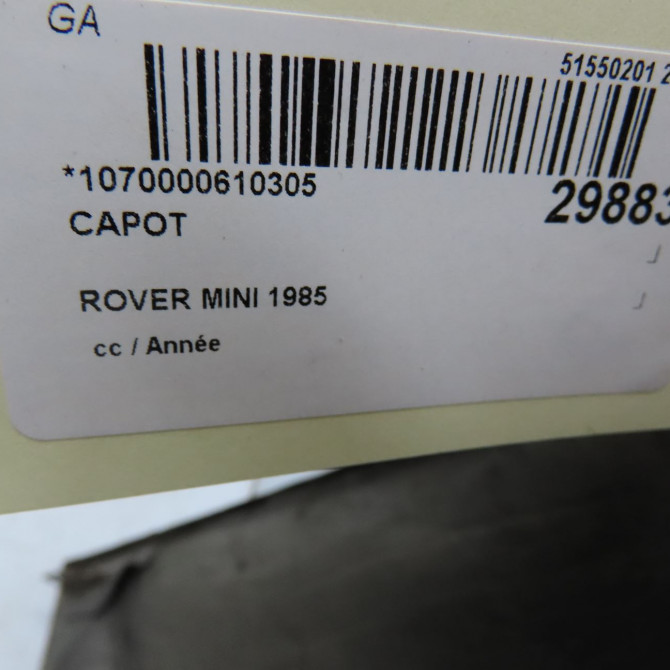 GA
51550201 2
*1070000610305
29883
CAPOT
ROVER MINI 1985
cc / Année